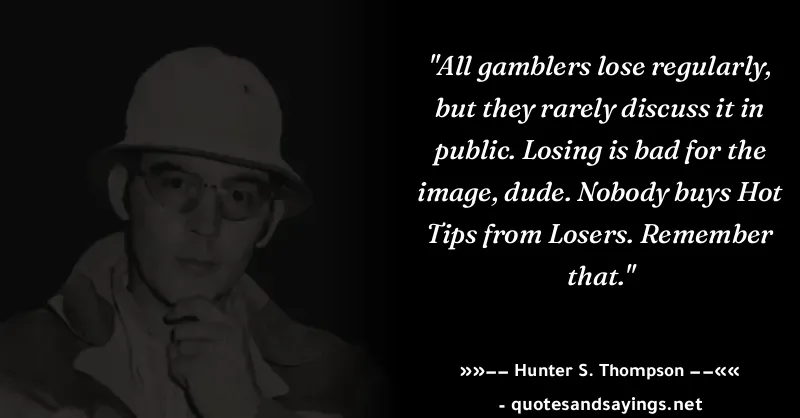 "All gamblers lose regularly,
but they rarely discuss it in
public. Losing is bad for the
image, dude. Nobody buys Hot
Tips from Losers. Remember
that."
»»–– Hunter S. Thompson ––««
- quotesandsayings.net